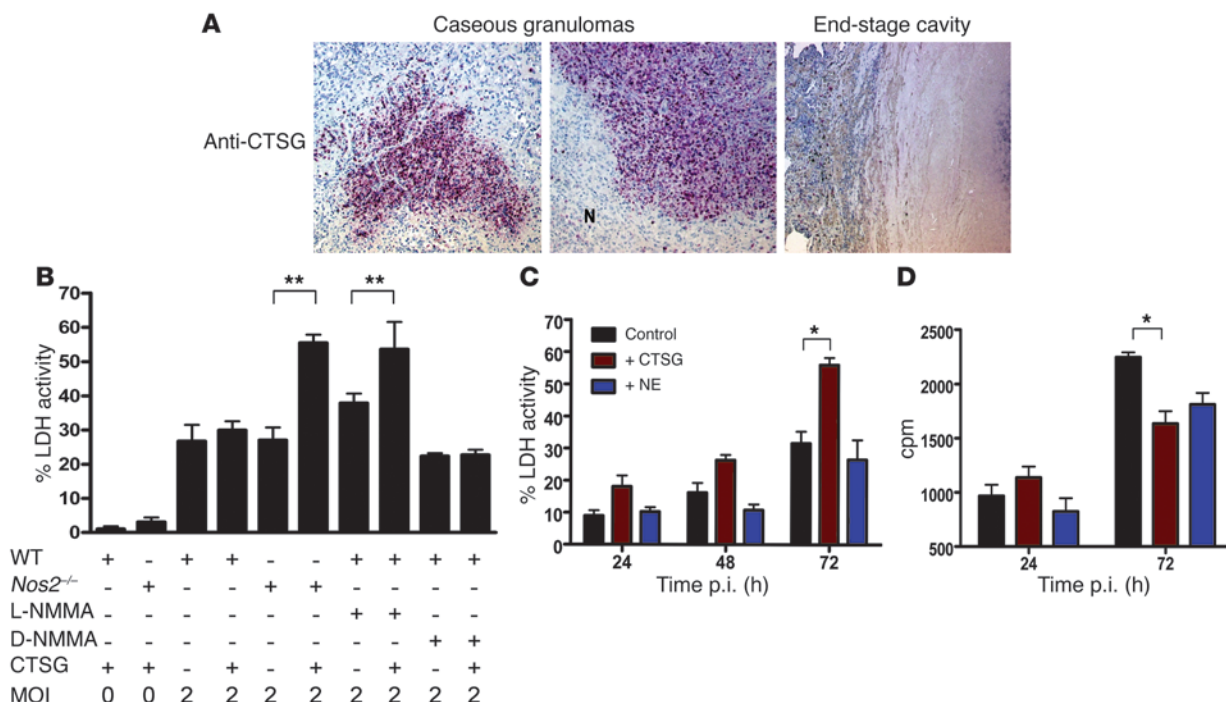 A
Caseous granulomas
End-stage cavity
Anti-CTSG
N
B
% LDH activity
70
60
50
40
30
20
10
0
** **
WT + - + + - - + + + +
Nos2–/– - + - - + + - - - -
L-NMMA - - - - - - + + - -
D-NMMA - - - - - - - - + +
CTSG + + - + - + - + - +
MOI 0 0 2 2 2 2 2 2 2 2
C
% LDH activity
70
60
50
40
30
20
10
0
Control
+ CTSG
+ NE
*
24 48 72
Time p.i. (h)
D
cpm
2500
2000
1500
1000
500
*
24 72
Time p.i. (h)